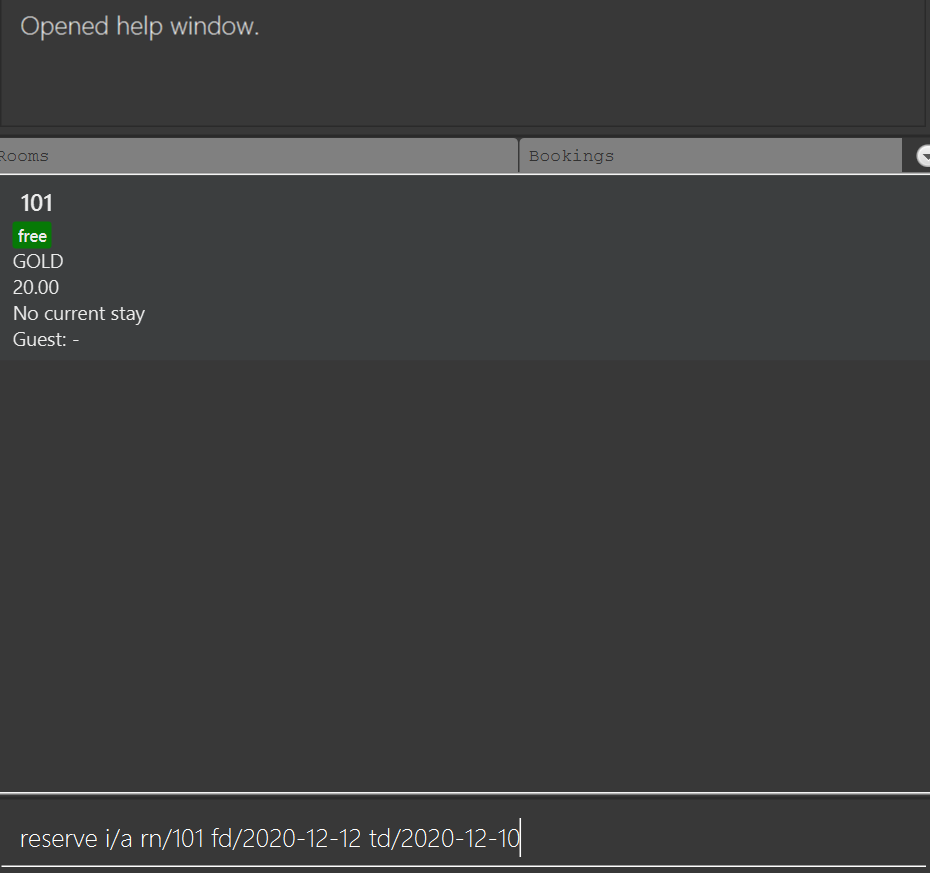 Opened help window.
Rooms
Bookings
101
free
GOLD
20.00
No current stay
Guest: -
reserve i/a rn/101 fd/2020-12-12 td/2020-12-10